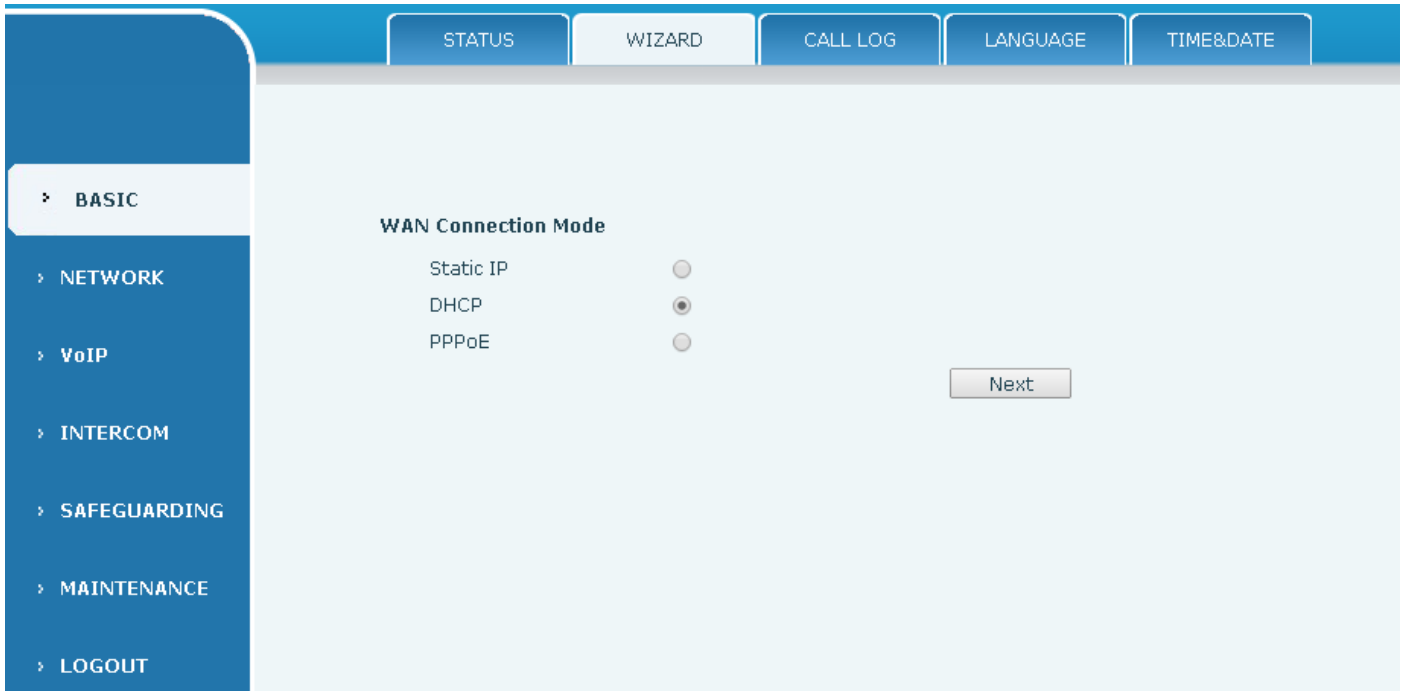 STATUS
WIZARD
CALL LOG
LANGUAGE
TIME&DATE
BASIC
NETWORK
VoIP
INTERCOM
SAFEGUARDING
MAINTENANCE
LOGOUT
WAN Connection Mode
Static IP
DHCP
PPPoE
Next